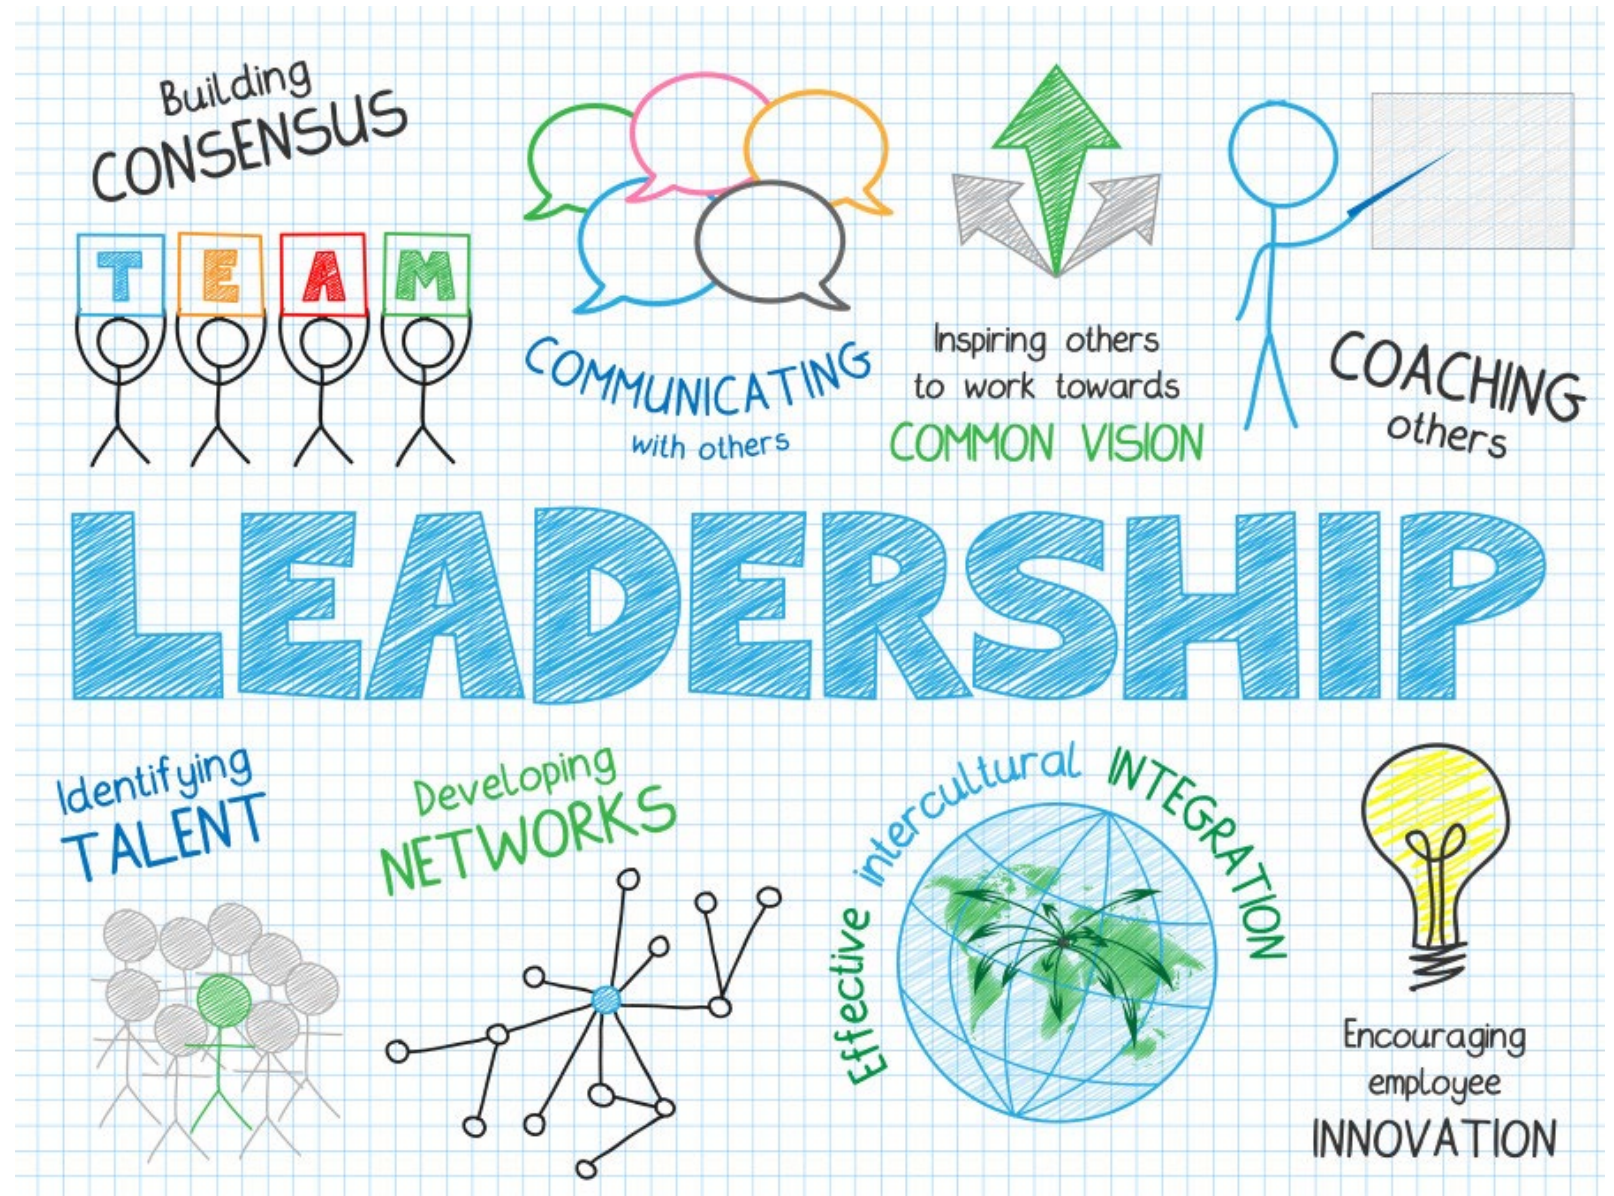 Building
CONSENSUS
TEAM
COMMUNICATING
with others
Inspiring others
to work towards
COMMON VISION
COACHING
others
LEADERSHIP
Identifying
TALENT
Developing
NETWORKS
Effective intercultural INTEGRATION
Encouraging
employee
INNOVATION